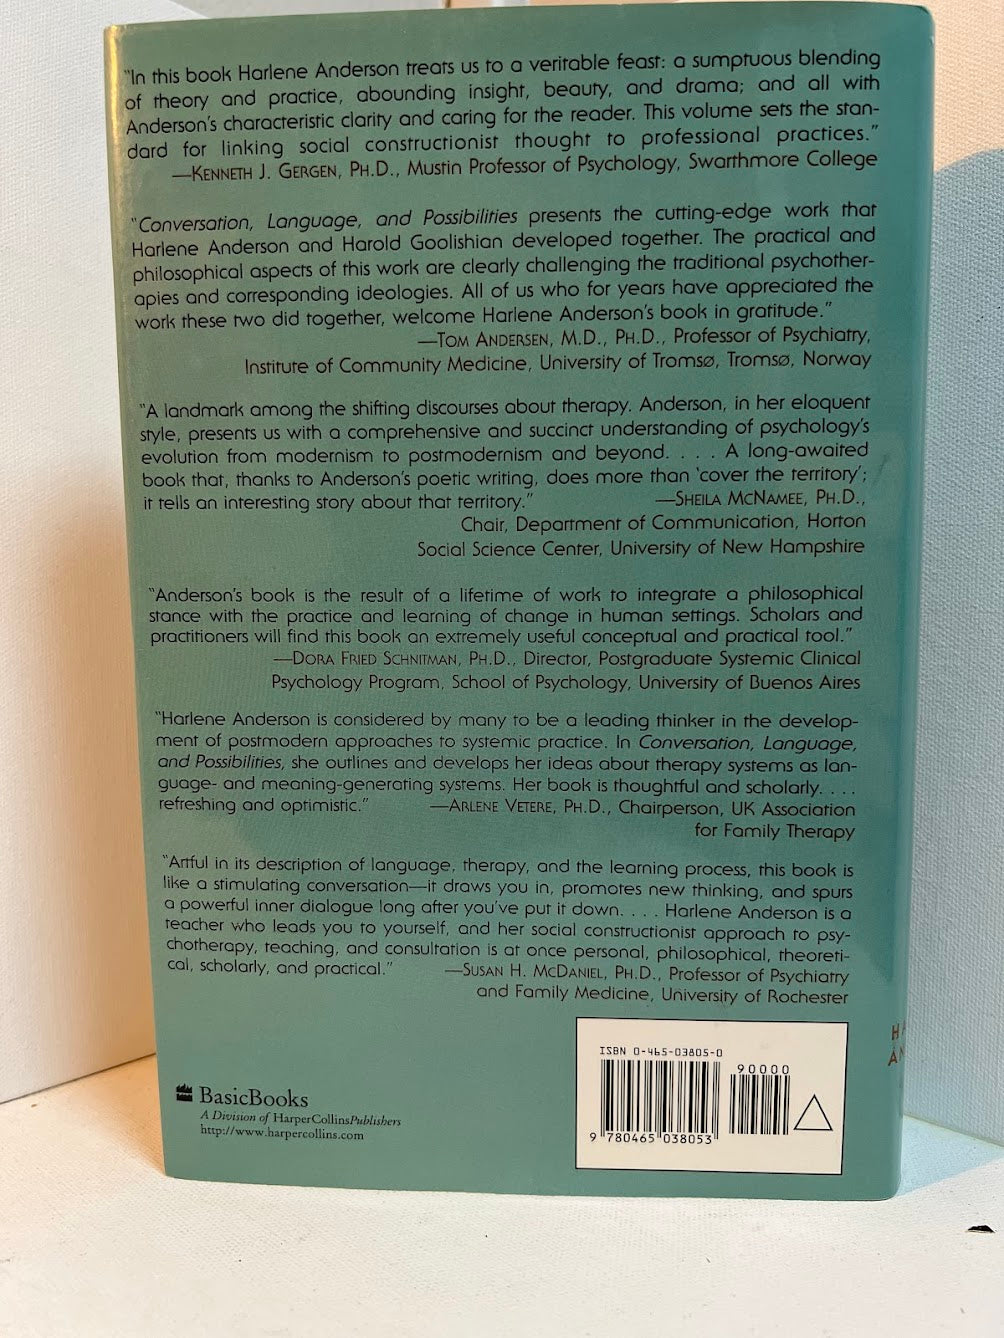 "In this book Harlene Anderson treats us to a veritable feast: a sumptuous blending
of theory and practice, abounding insight, beauty, and drama; and all with
Anderson's characteristic clarity and caring for the reader. This volume sets the stan-
dard for linking social constructionist thought to professional practices."
—KENNETH J. GERGEN, PH.D., Mustin Professor of Psychology, Swarthmore College
"Conversation, Language, and Possibilities presents the cutting-edge work that
Harlene Anderson and Harold Goolishian developed together. The practical and
philosophical aspects of this work are clearly challenging the traditional psychother-
apies and corresponding ideologies. All of us who for years have appreciated the
work these two did together, welcome Harlene Anderson's book in gratitude."
—TOM ANDERSEN, M.D., PH.D., Professor of Psychiatry,
Institute of Community Medicine, University of Tromsø, Tromsø, Norway
"A landmark among the shifting discourses about therapy. Anderson, in her eloquent
style, presents us with a comprehensive and succinct understanding of psychology's
evolution from modernism to postmodernism and beyond. . . . A long-awaited
book that, thanks to Anderson's poetic writing, does more than 'cover the territory';
it tells an interesting story about that territory." —SHEILA MCNAMEE, PH.D.,
Chair, Department of Communication, Horton
Social Science Center, University of New Hampshire
"Anderson's book is the result of a lifetime of work to integrate a philosophical
stance with the practice and learning of change in human settings. Scholars and
practitioners will find this book an extremely useful conceptual and practical tool."
—DORA FRIED SCHNITMAN, PH.D., Director, Postgraduate Systemic Clinical
Psychology Program, School of Psychology, University of Buenos Aires
"Harlene Anderson is considered by many to be a leading thinker in the develop-
ment of postmodern approaches to systemic practice. In Conversation, Language,
and Possibilities, she outlines and develops her ideas about therapy systems as lan-
guage- and meaning-generating systems. Her book is thoughtful and scholarly. . . .
refreshing and optimistic." —ARLENE VETERE, PH.D., Chairperson, UK Association
for Family Therapy
"Artful in its description of language, therapy, and the learning process, this book is
like a stimulating conversation—it draws you in, promotes new thinking, and spurs
a powerful inner dialogue long after you've put it down. . . . Harlene Anderson is a
teacher who leads you to yourself, and her social constructionist approach to psy-
chotherapy, teaching, and consultation is at once personal, philosophical, theoreti-
cal, scholarly, and practical." —SUSAN H. MCDANIEL, PH.D., Professor of Psychiatry
and Family Medicine, University of Rochester
BasicBooks
A Division of HarperCollinsPublishers
http://www.harpercollins.com
ISBN 0-465-03805-0
90000
9 780465 038053